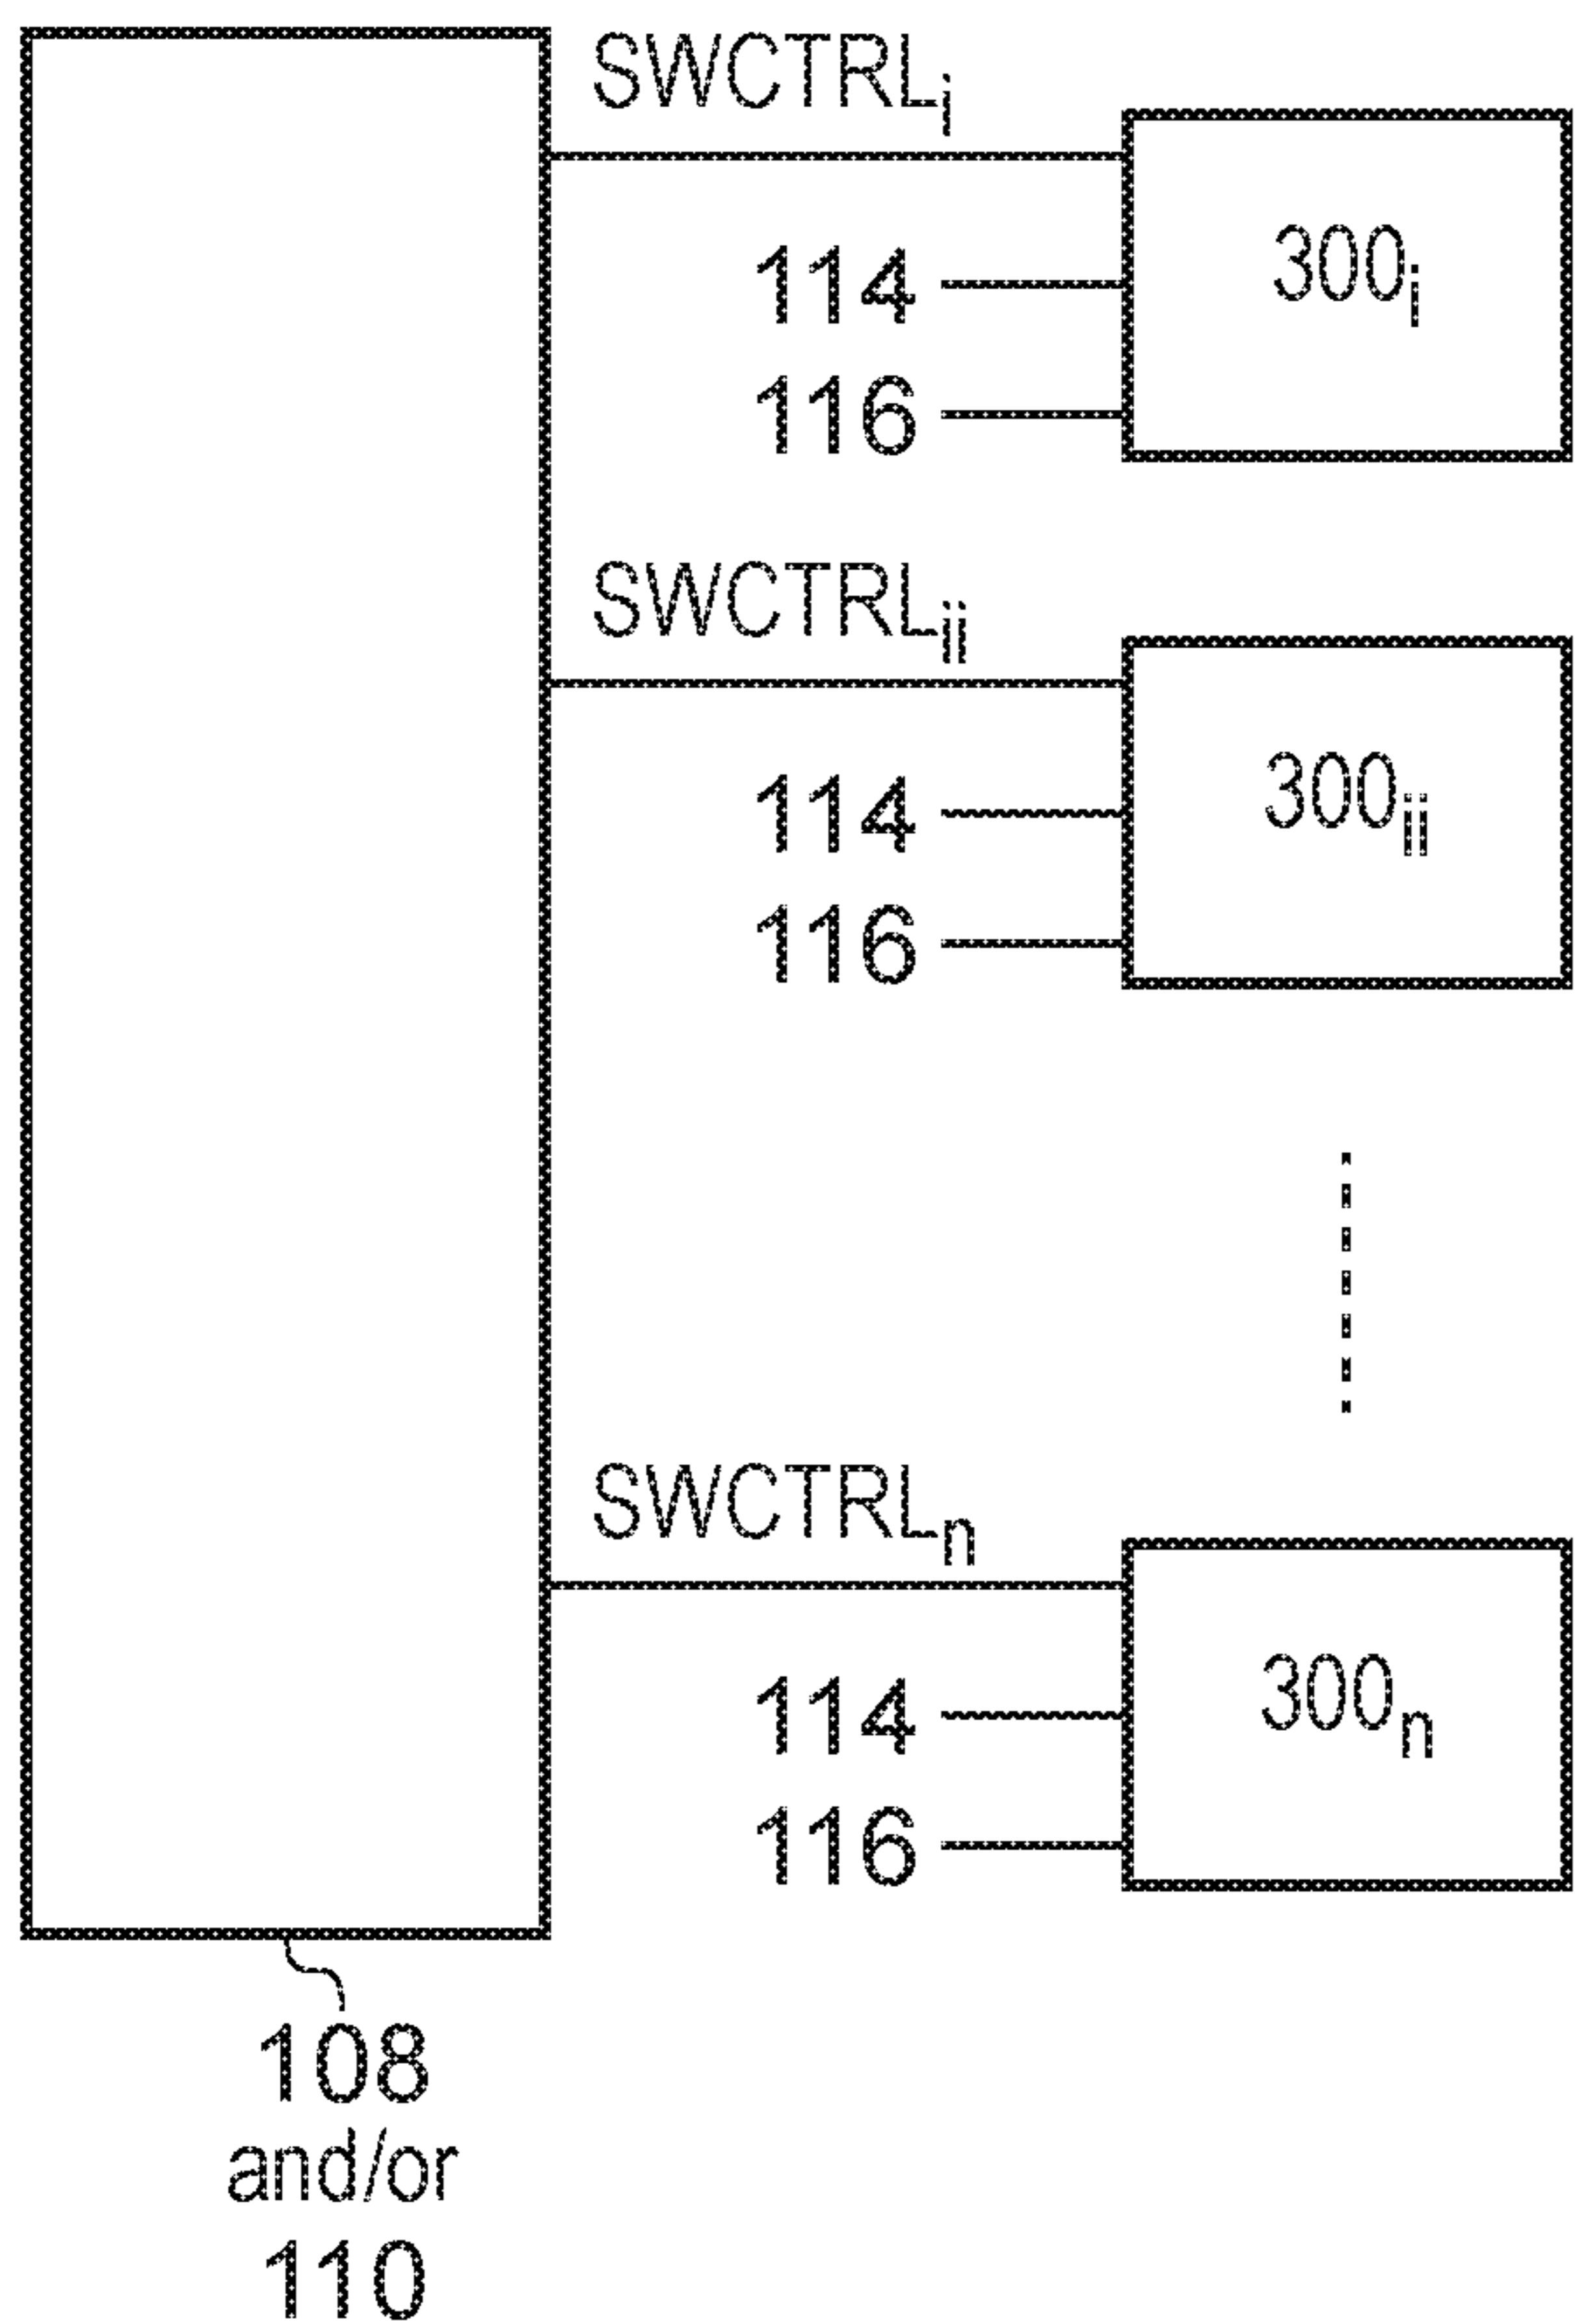 SWCTRLi
114
300i
116
SWCTRLii
114
300ii
116
SWCTRLn
114
300n
116
108
and/or
110